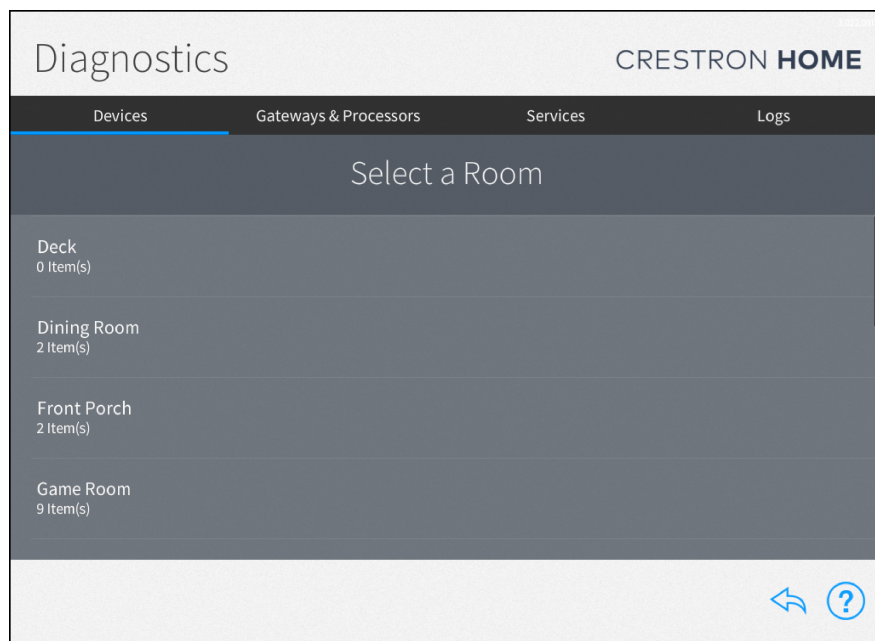 Diagnostics
CRESTRON HOME
Devices
Gateways & Processors
Services
Logs
Select a Room
Deck
0 Item(s)
Dining Room
2 Item(s)
Front Porch
2 Item(s)
Game Room
9 Item(s)
?